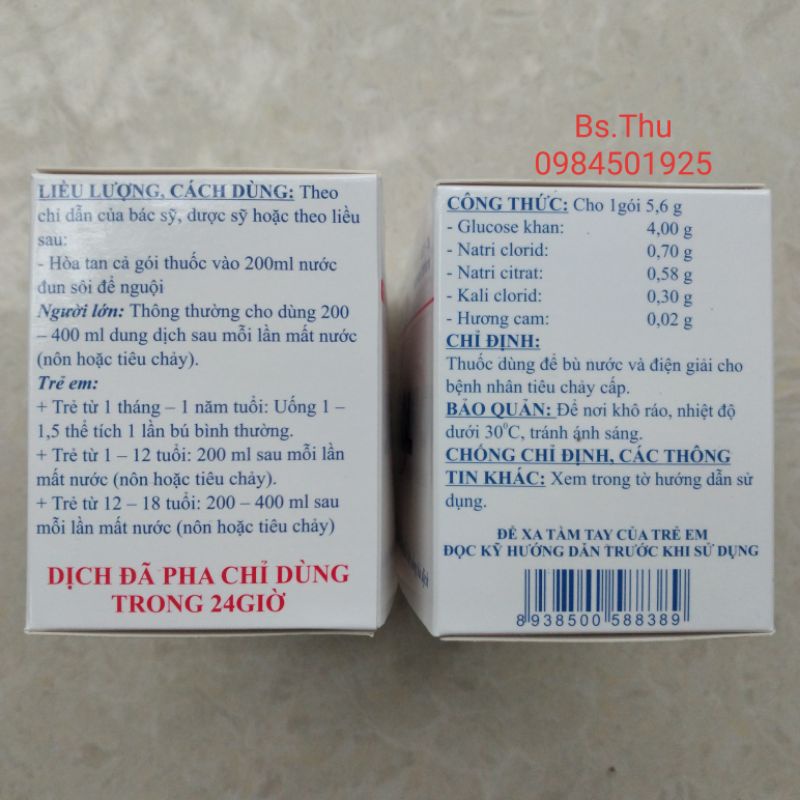 Bs.Thu
0984501925
LIỀU LƯỢNG, CÁCH DÙNG: Theo
chỉ dẫn của bác sỹ, dược sỹ hoặc theo liều
sau:
- Hòa tan cả gói thuốc vào 200ml nước
đun sôi để nguội
Người lớn: Thông thường cho dùng 200
– 400 ml dung dịch sau mỗi lần mất nước
(nôn hoặc tiêu chảy).
Trẻ em:
+ Trẻ từ 1 tháng – 1 năm tuổi: Uống 1 –
1,5 thể tích 1 lần bú bình thường.
+ Trẻ từ 1 – 12 tuổi: 200 ml sau mỗi lần
mất nước (nôn hoặc tiêu chảy).
+ Trẻ từ 12 – 18 tuổi: 200 – 400 ml sau
mỗi lần mất nước (nôn hoặc tiêu chảy)
DỊCH ĐÃ PHA CHỈ DÙNG
TRONG 24GIỜ
CÔNG THỨC: Cho 1gói 5,6 g
- Glucose khan: 4,00 g
- Natri clorid: 0,70 g
- Natri citrat: 0,58 g
- Kali clorid: 0,30 g
- Hương cam: 0,02 g
CHỈ ĐỊNH:
Thuốc dùng để bù nước và điện giải cho
bệnh nhân tiêu chảy cấp.
BẢO QUẢN: Để nơi khô ráo, nhiệt độ
dưới 30⁰C, tránh ánh sáng.
CHỐNG CHỈ ĐỊNH, CÁC THÔNG
TIN KHÁC: Xem trong tờ hướng dẫn sử
dụng.
ĐỂ XA TẦM TAY CỦA TRẺ EM
ĐỌC KỸ HƯỚNG DẪN TRƯỚC KHI SỬ DỤNG
8 938500 588389